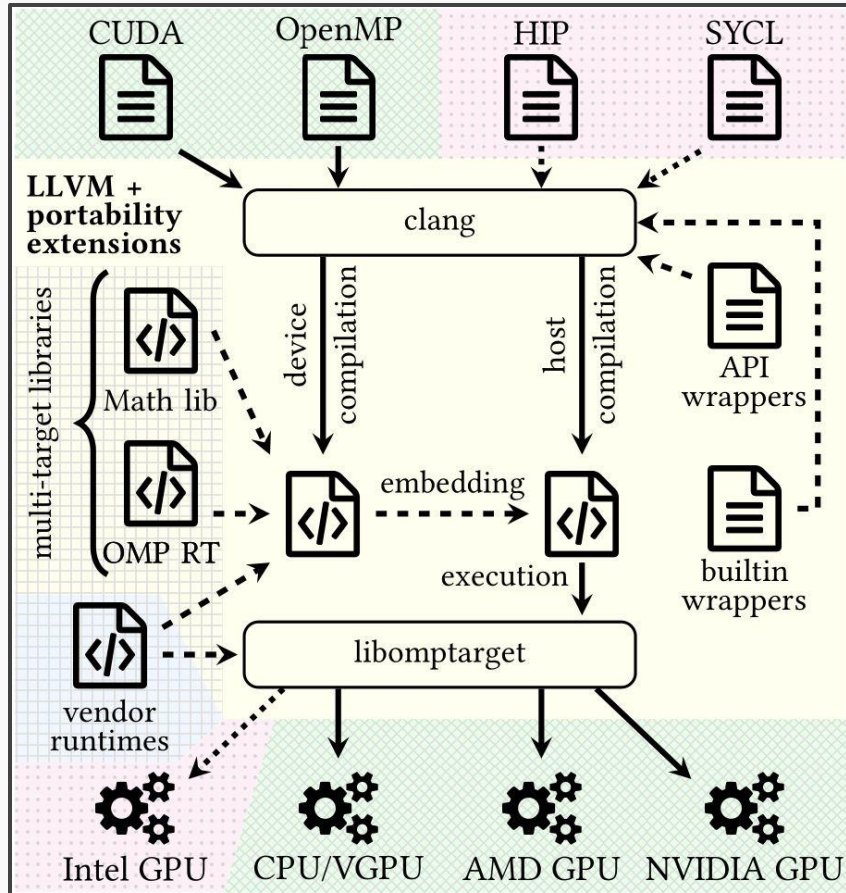 CUDA
OpenMP
HIP
SYCL
LLVM +
portability
extensions
clang
multi-target libraries
Math lib
OMP RT
device
compilation
host
compilation
API
wrappers
embedding
execution
builtin
wrappers
vendor
runtimes
libomptarget
Intel GPU
CPU/VGPU
AMD GPU
NVIDIA GPU